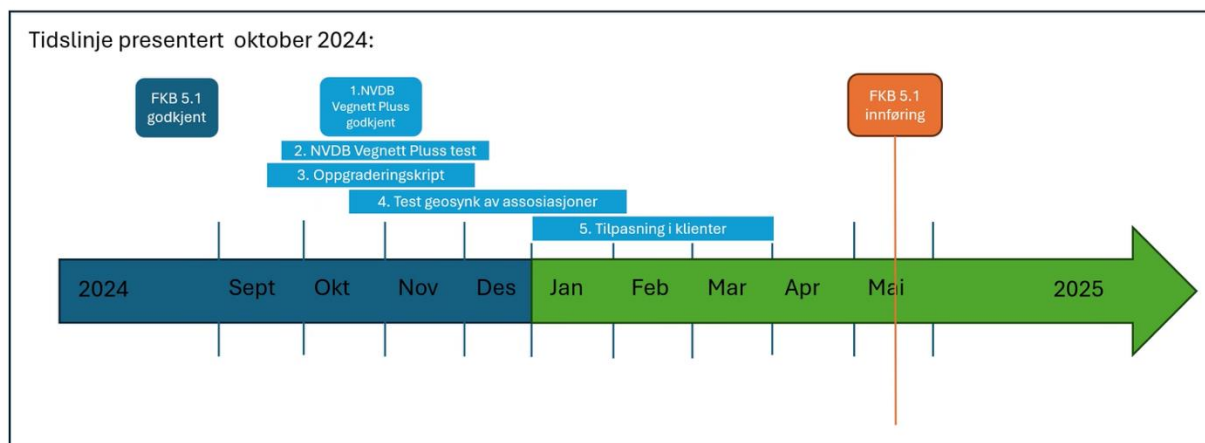 Tidslinje presentert oktober 2024:
FKB 5.1
godkjent
1.NVDB
Vegnett Pluss
godkjent
FKB 5.1
innføring
2. NVDB Vegnett Pluss test
3. Oppgraderingskript
4. Test geosynk av assosiasjoner
5. Tilpasning i klienter
2024 Sept Okt Nov Des Jan Feb Mar Apr Mai 2025